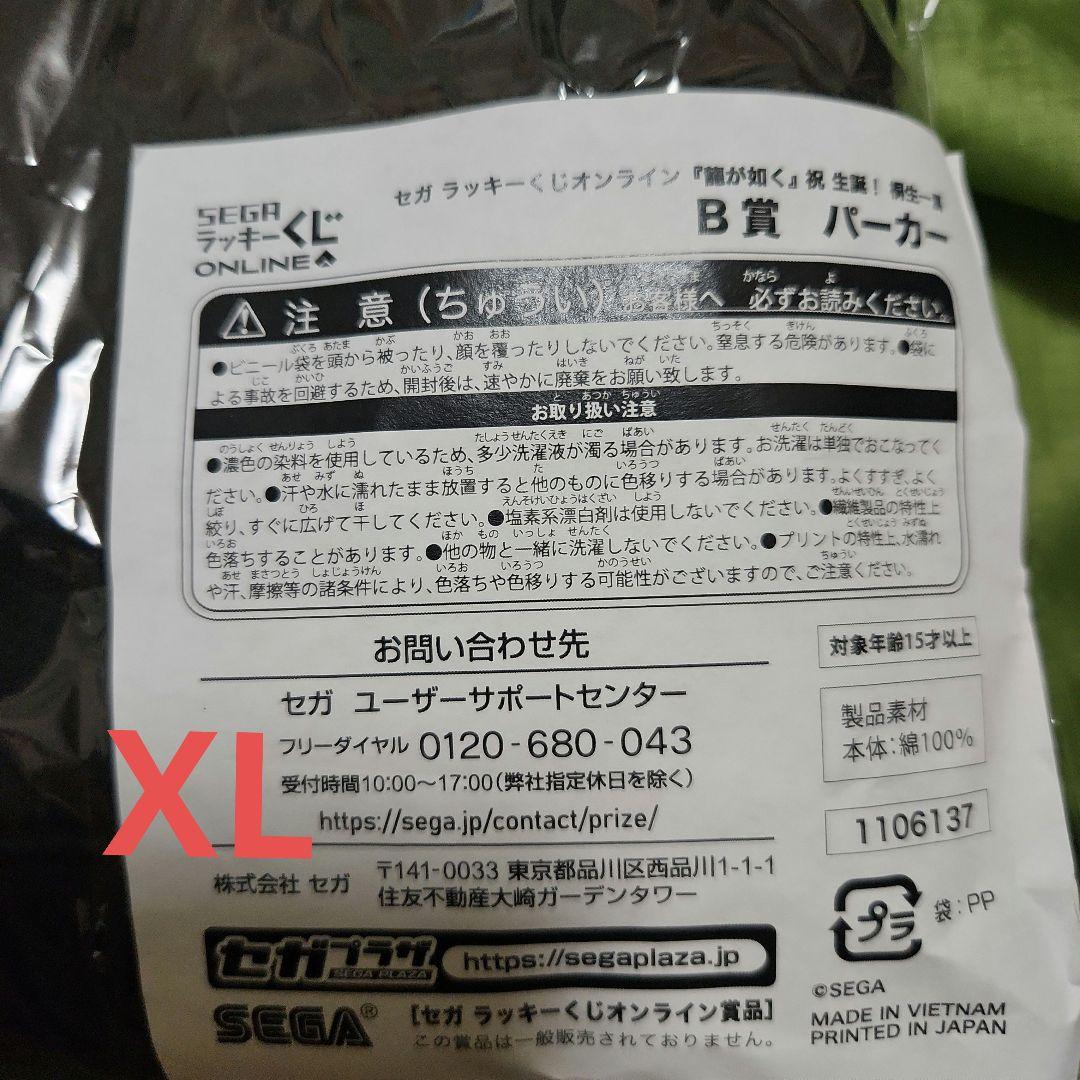 セガ ラッキーくじオンライン『龍が如く』祝 生誕! 桐生一馬
SEGA
ラッキーくじ
ONLINE
B賞 パーカー
注 意 (ちゅうい) お客様へ 必ずお読みください。
●ビニール袋を頭から被ったり、顔を覆ったりしないでください。窒息する危険があります。●袋に
よる事故を回避するため、開封後は、速やかに廃棄をお願い致します。
お取り扱い注意
●濃色の染料を使用しているため、多少洗濯液が濁る場合があります。お洗濯は単独でおこなってく
ださい。●汗や水に濡れたまま放置すると他のものに色移りする場合があります。よくすすぎ、よく
絞り、すぐに広げて干してください。●塩素系漂白剤は使用しないでください。●繊維製品の特性上
色落ちすることがあります。●他の物と一緒に洗濯しないでください。●プリントの特性上、水濡れ
や汗、摩擦等の諸条件により、色落ちや色移りする可能性がございますので、ご注意ください。
お問い合わせ先
セガ ユーザーサポートセンター
フリーダイヤル 0120-680-043
受付時間10:00～17:00(弊社指定休日を除く)
https://sega.jp/contact/prize/
株式会社 セガ 〒141-0033 東京都品川区西品川1-1-1
住友不動産大崎ガーデンタワー
対象年齢15才以上
製品素材
本体:綿100%
1106137
プラ
袋:PP
XL
セガプラザ
SEGA PLAZA
https://segaplaza.jp
SEGA®
[セガ ラッキーくじオンライン賞品]
この賞品は一般販売されておりません。
©SEGA
MADE IN VIETNAM
PRINTED IN JAPAN